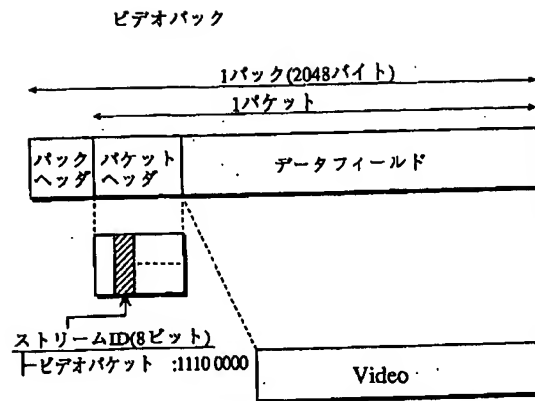 ビデオパック
1パック(2048バイト)
1パケット
パック
ヘッダ
パケット
ヘッダ
データフィールド
ストリームID(8ビット)
ビデオパケット :1110 0000
Video